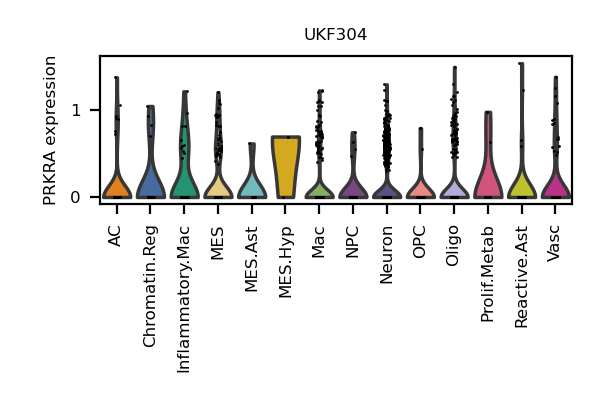 UKF304
PRKRA expression
1
0
AC
Chromatin.Reg
Inflammatory.Mac
MES
MES.Ast
MES.Hyp
Mac
NPC
Neuron
OPC
Oligo
Prolif.Metab
Reactive.Ast
Vasc